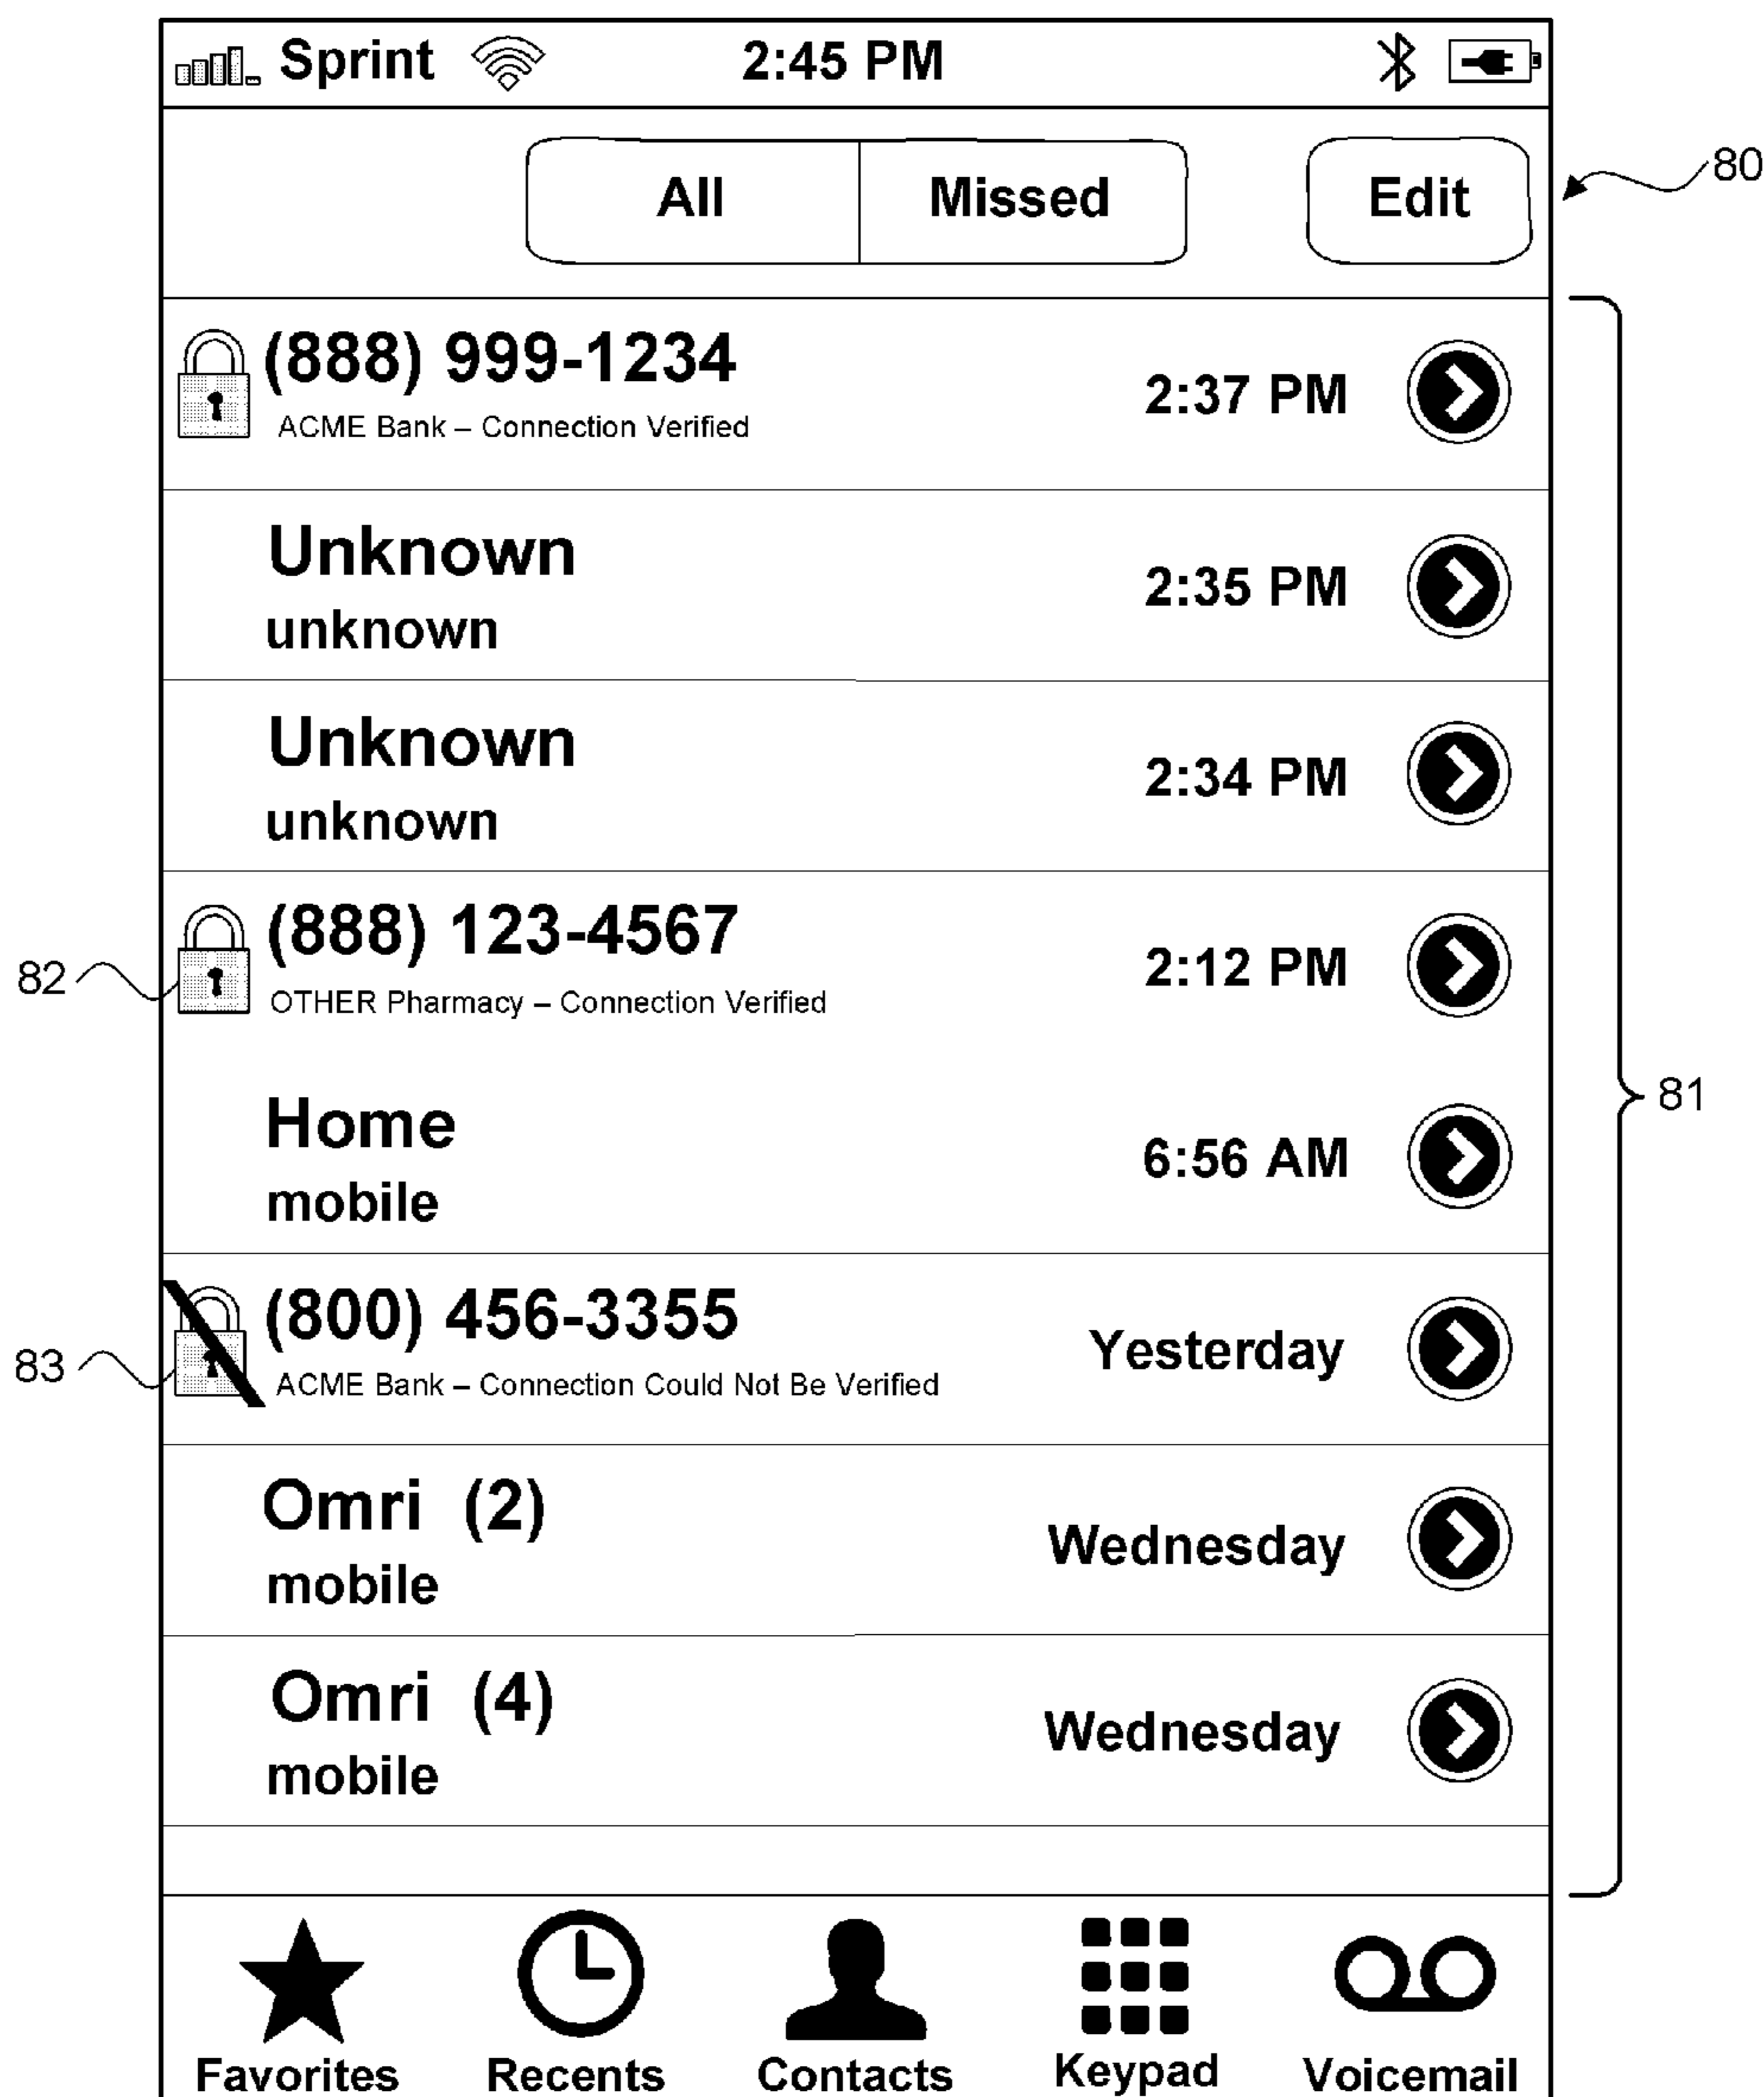 Sprint 2:45 PM
All Missed Edit
80
(888) 999-1234
ACME Bank – Connection Verified
2:37 PM
Unknown
unknown
2:35 PM
Unknown
unknown
2:34 PM
(888) 123-4567
OTHER Pharmacy – Connection Verified
2:12 PM
82
Home
mobile
6:56 AM
81
(800) 456-3355
ACME Bank – Connection Could Not Be Verified
Yesterday
83
Omri (2)
mobile
Wednesday
Omri (4)
mobile
Wednesday
Favorites Recents Contacts Keypad Voicemail